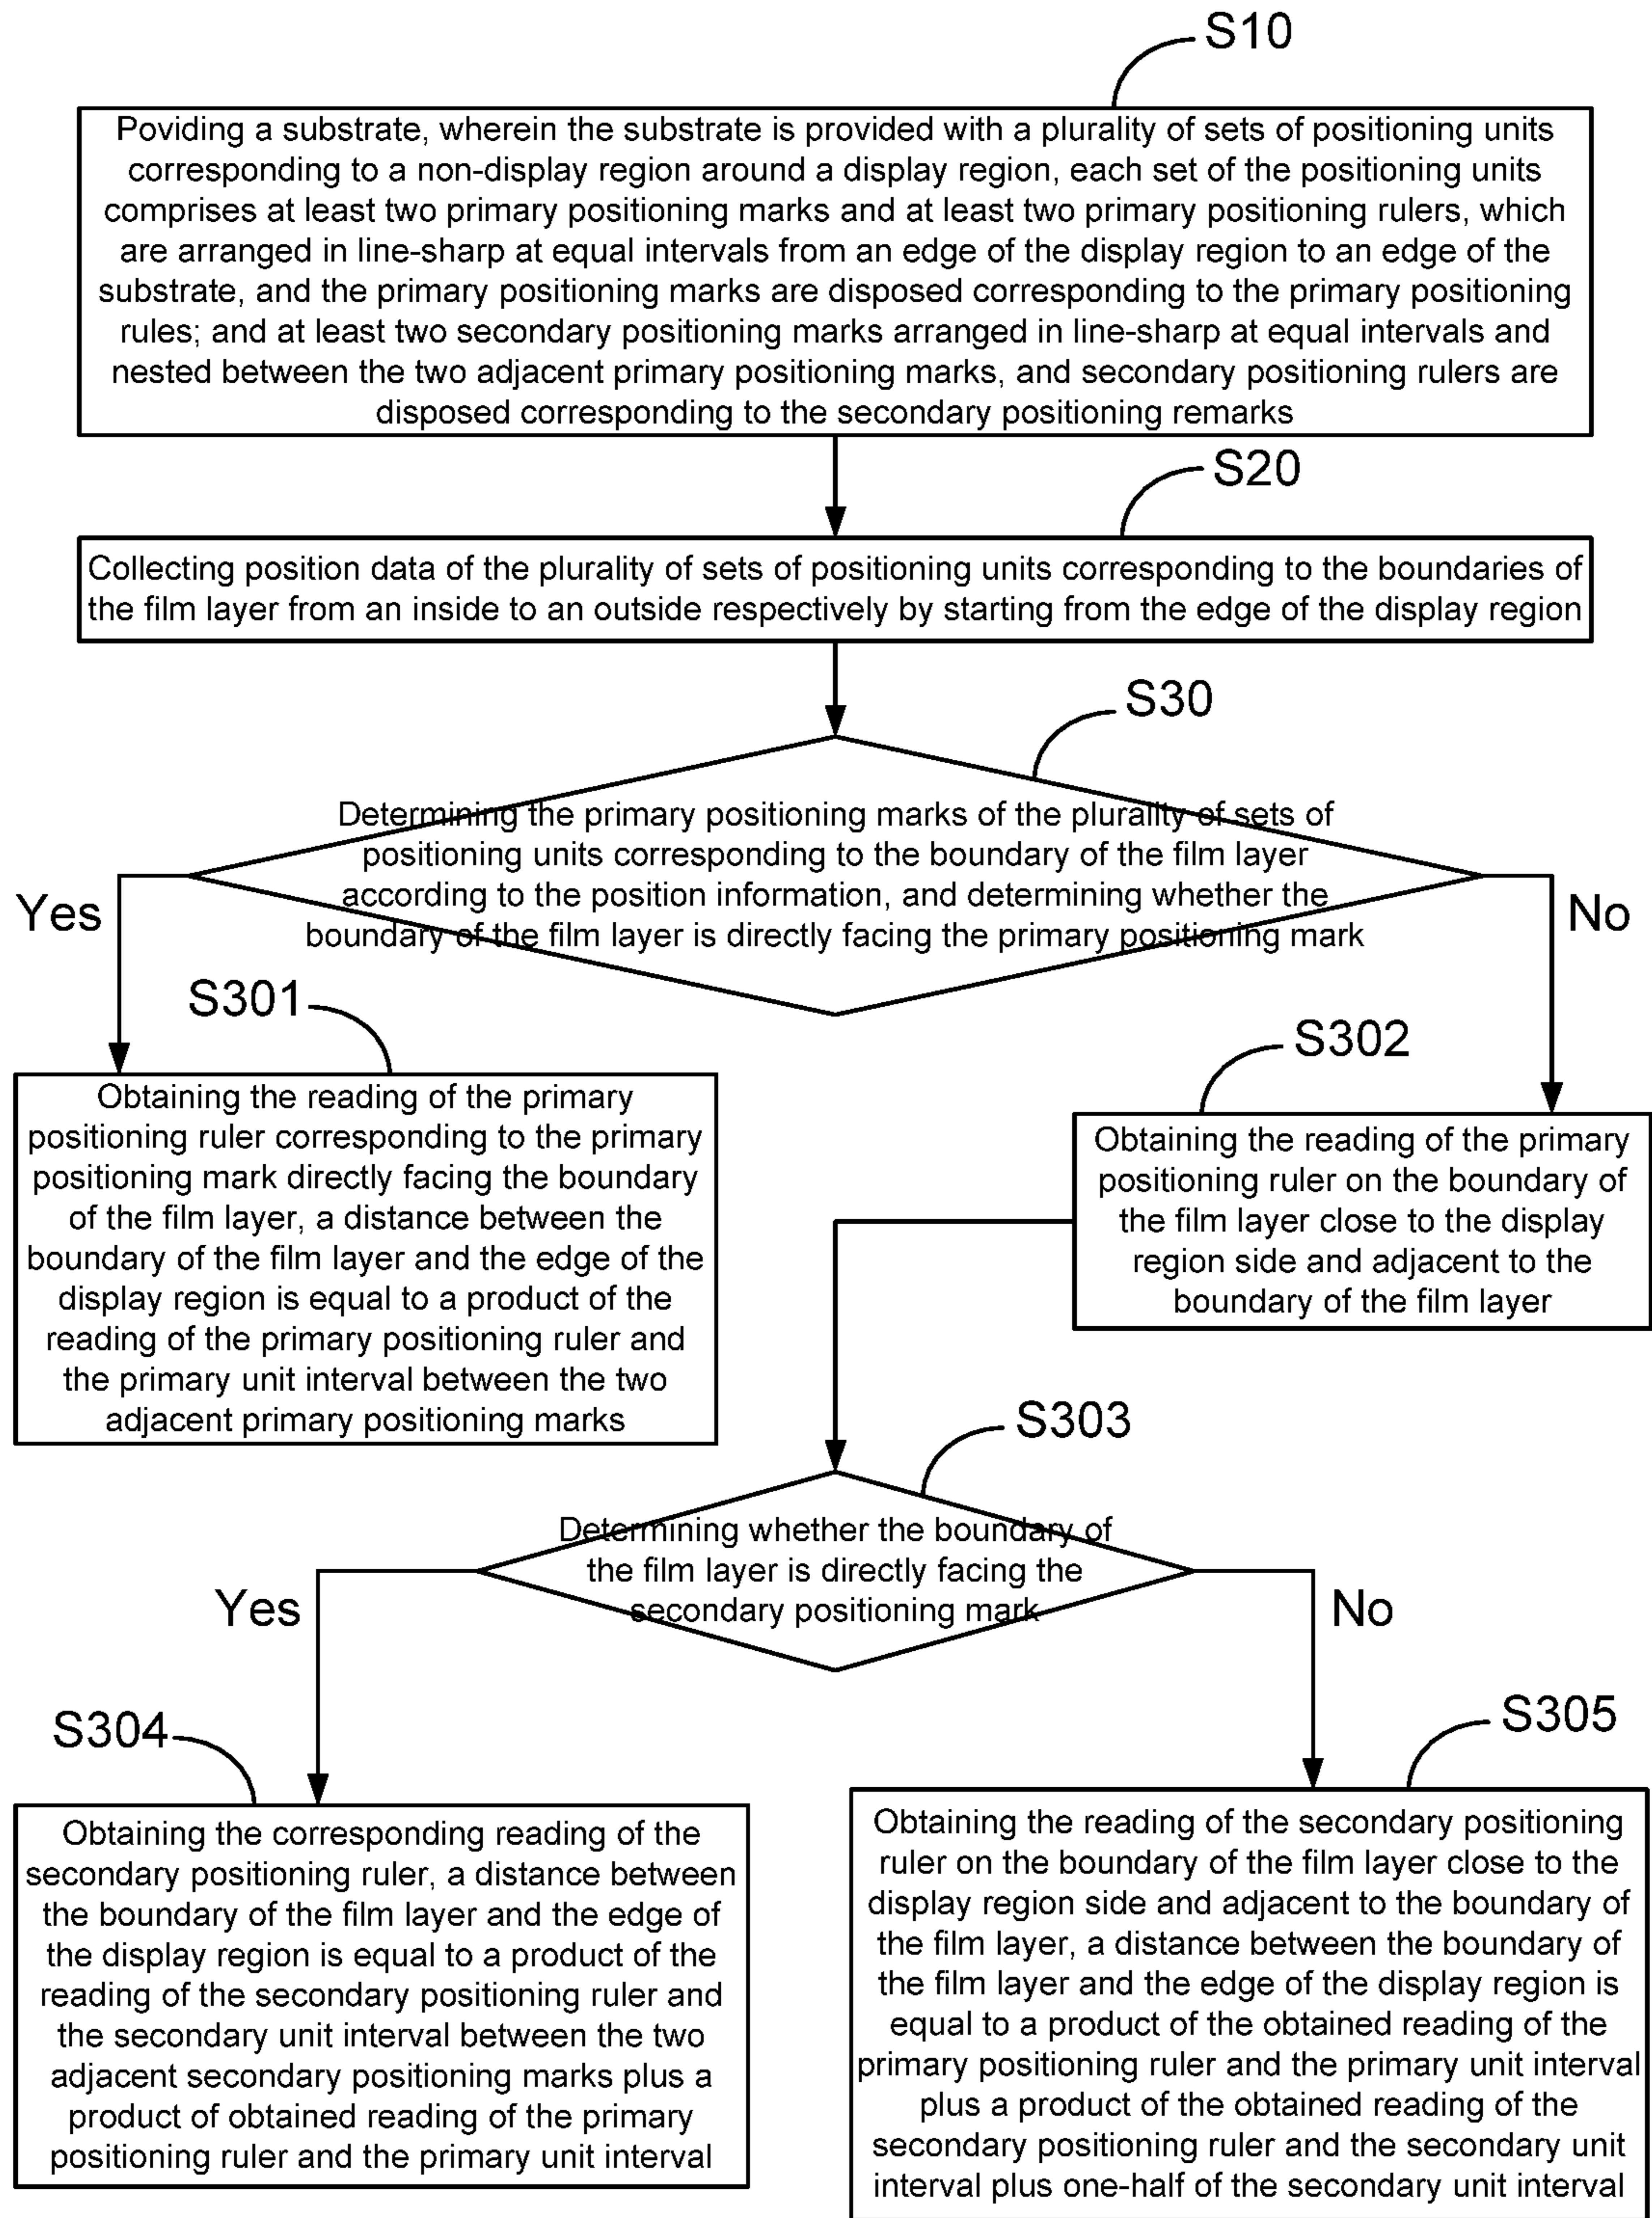 S10
Poviding a substrate, wherein the substrate is provided with a plurality of sets of positioning units
corresponding to a non-display region around a display region, each set of the positioning units
comprises at least two primary positioning marks and at least two primary positioning rulers, which
are arranged in line-sharp at equal intervals from an edge of the display region to an edge of the
substrate, and the primary positioning marks are disposed corresponding to the primary positioning
rules; and at least two secondary positioning marks arranged in line-sharp at equal intervals and
nested between the two adjacent primary positioning marks, and secondary positioning rulers are
disposed corresponding to the secondary positioning remarks
S20
Collecting position data of the plurality of sets of positioning units corresponding to the boundaries of
the film layer from an inside to an outside respectively by starting from the edge of the display region
S30
Determining the primary positioning marks of the plurality of sets of
positioning units corresponding to the boundary of the film layer
according to the position information, and determining whether the
boundary of the film layer is directly facing the primary positioning mark
Yes
No
S301
Obtaining the reading of the primary
positioning ruler corresponding to the primary
positioning mark directly facing the boundary
of the film layer, a distance between the
boundary of the film layer and the edge of the
display region is equal to a product of the
reading of the primary positioning ruler and
the primary unit interval between the two
adjacent primary positioning marks
S302
Obtaining the reading of the primary
positioning ruler on the boundary of
the film layer close to the display
region side and adjacent to the
boundary of the film layer
S303
Determining whether the boundary of
the film layer is directly facing the
secondary positioning mark
Yes
No
S304
Obtaining the corresponding reading of the
secondary positioning ruler, a distance between
the boundary of the film layer and the edge of
the display region is equal to a product of the
reading of the secondary positioning ruler and
the secondary unit interval between the two
adjacent secondary positioning marks plus a
product of obtained reading of the primary
positioning ruler and the primary unit interval
S305
Obtaining the reading of the secondary positioning
ruler on the boundary of the film layer close to the
display region side and adjacent to the boundary of
the film layer, a distance between the boundary of
the film layer and the edge of the display region is
equal to a product of the obtained reading of the
primary positioning ruler and the primary unit interval
plus a product of the obtained reading of the
secondary positioning ruler and the secondary unit
interval plus one-half of the secondary unit interval